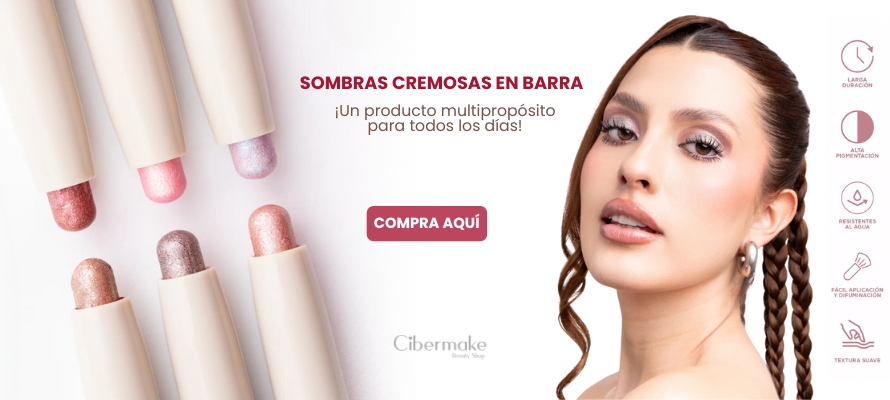 SOMBRAS CREMOSAS EN BARRA
¡Un producto multipropósito
para todos los días!
COMPRA AQUÍ
Cibermake
Beauty Shop
LARGA
DURACIÓN
ALTA
PIGMENTACIÓN
RESISTENTES
AL AGUA
FÁCIL APLICACIÓN
Y DIFUMINACIÓN
TEXTURA SUAVE